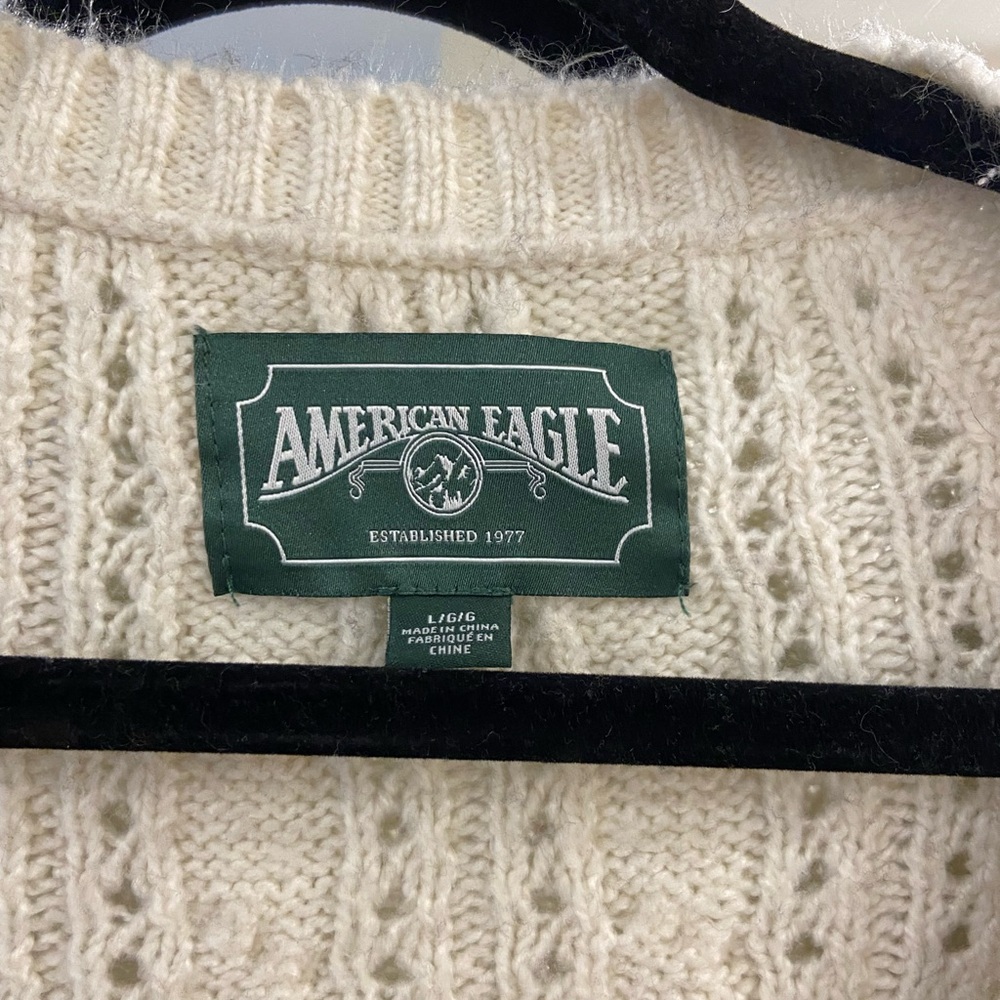 AMERICAN EAGLE
ESTABLISHED 1977
L/G/G
MADE IN CHINA
FABRIQUÉ EN
CHINE